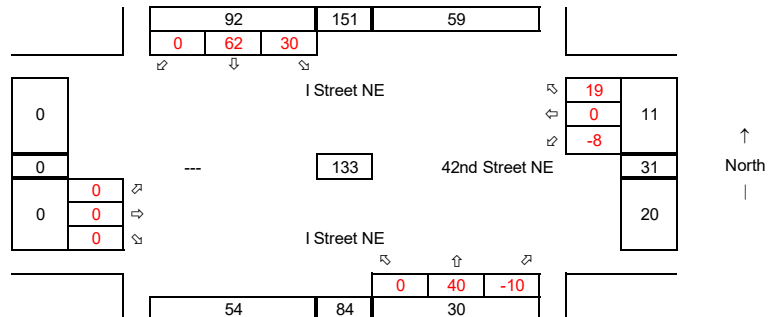 92 151 59
0 62 30
I Street NE
19
0 0 11
-8
0 --- 133 42nd Street NE 31 North
0
0 0 20
0 I Street NE
0 40 -10
54 84 30